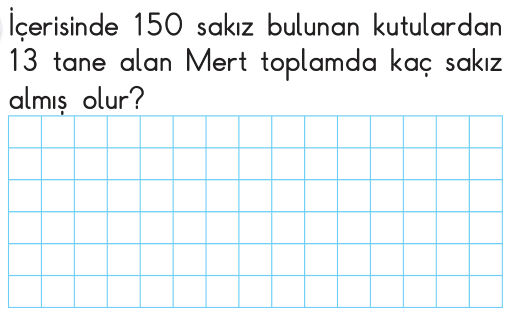 İçerisinde 150 sakız bulunan kutulardan
13 tane alan Mert toplamda kaç sakız
almış olur?